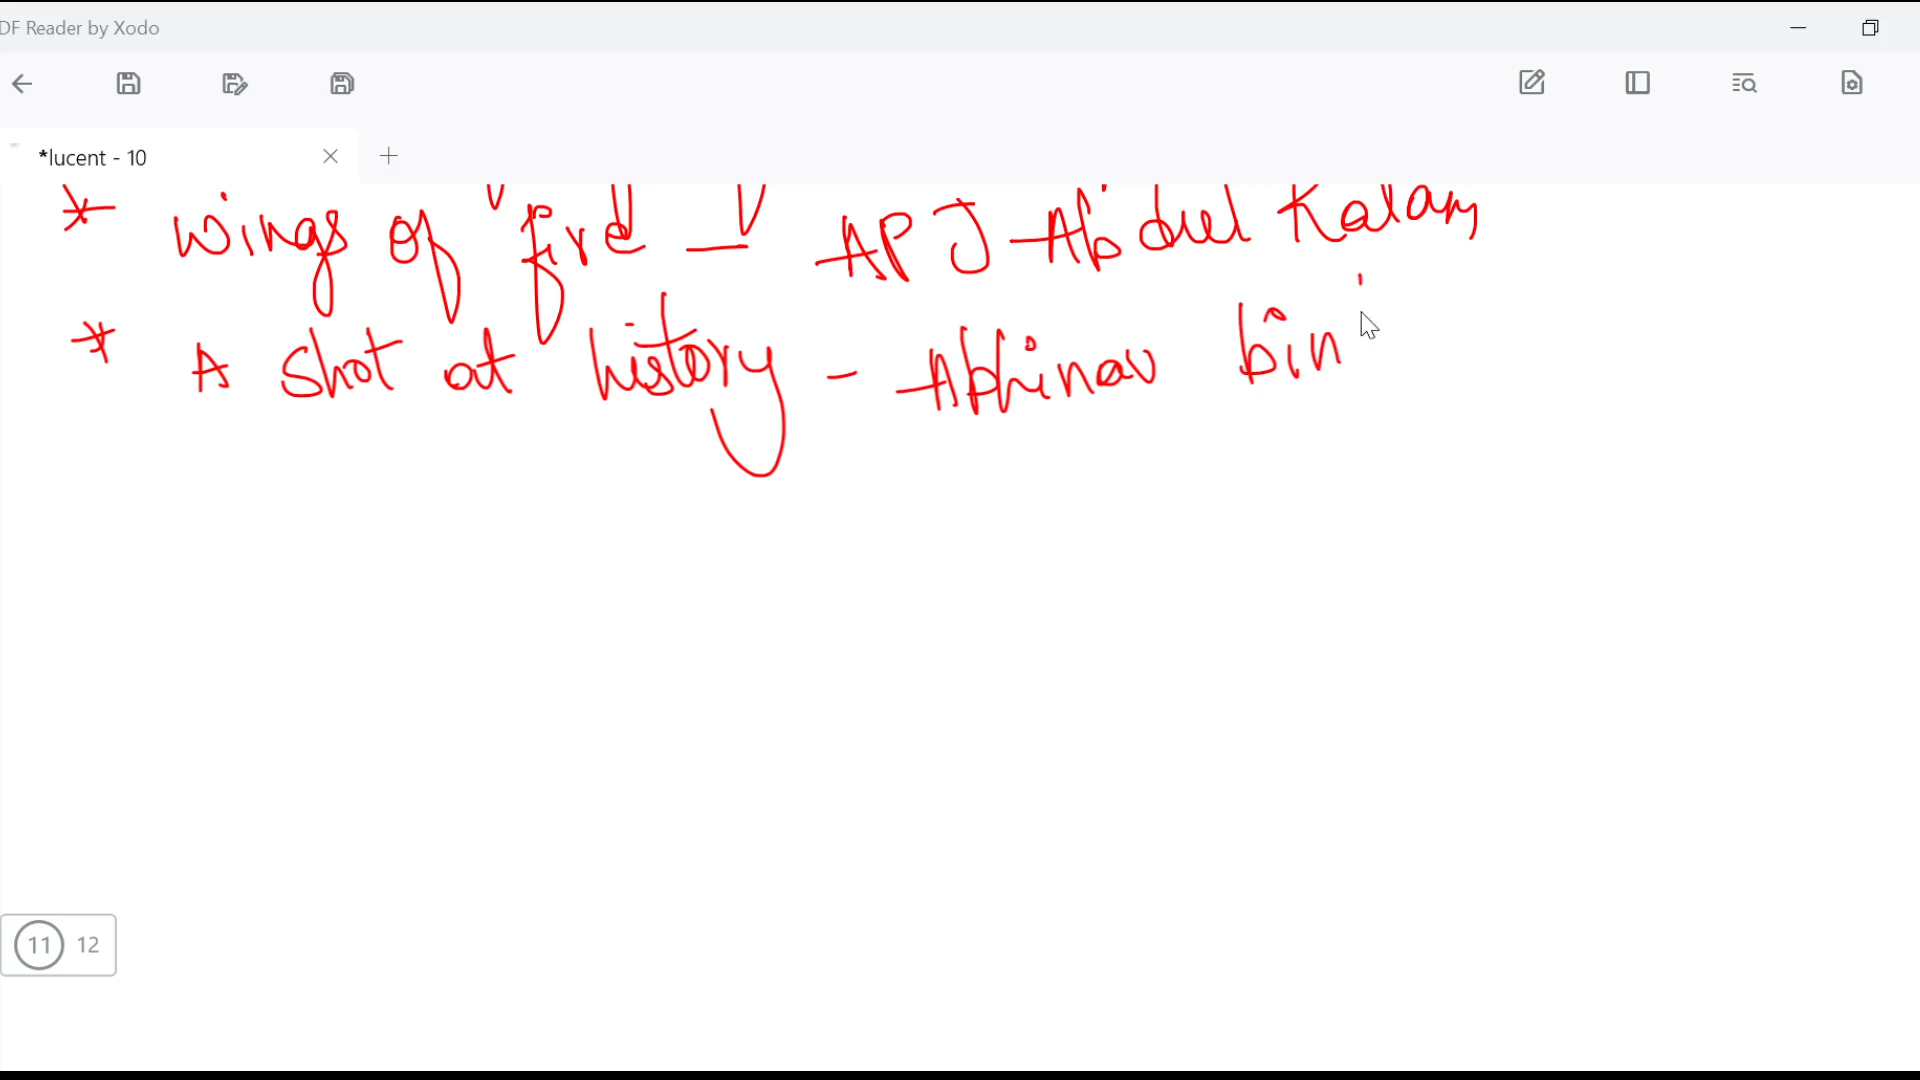 DF Reader by Xodo
*lucent - 10
* Wings of fire - APJ Abdul Kalam
* A shot at history - Abhinav bin
11 12